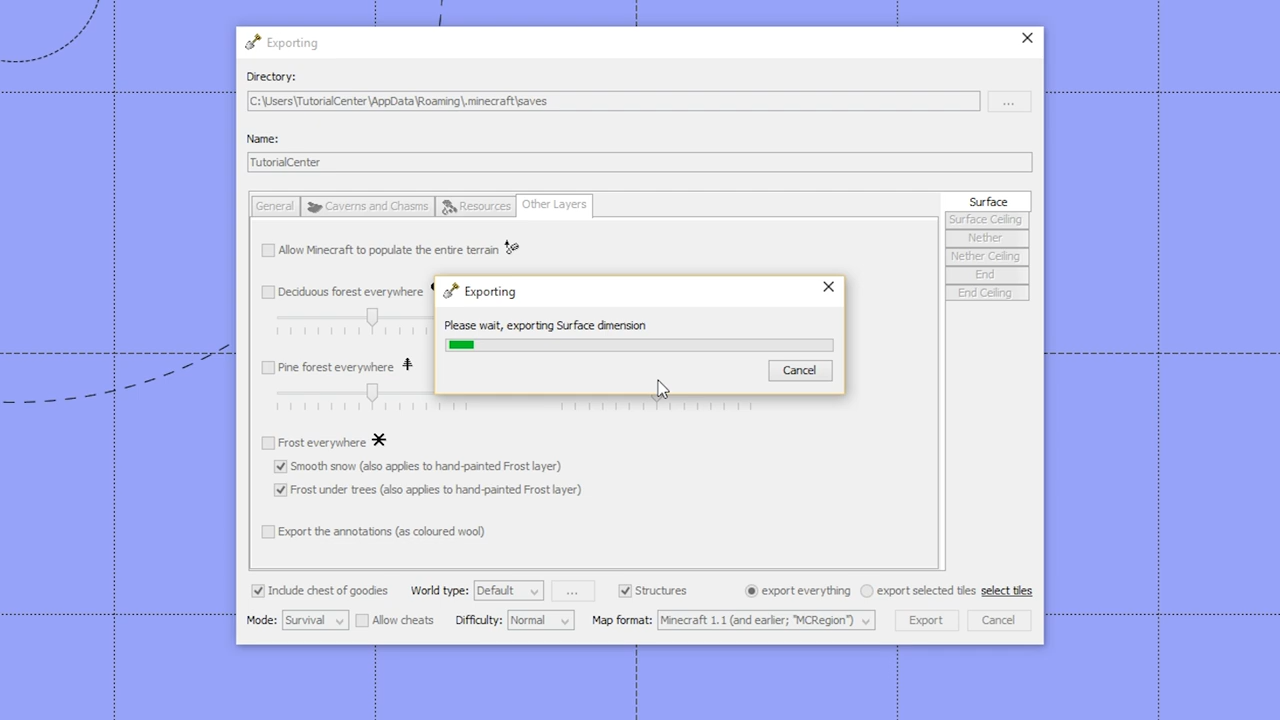 Exporting
Directory:
C:\Users\TutorialCenter\AppData\Roaming\.minecraft\saves
...
Name:
TutorialCenter
General Caverns and Chasms Resources Other Layers
Surface
Surface Ceiling
Nether
Nether Ceiling
End
End Ceiling
Allow Minecraft to populate the entire terrain
Deciduous forest everywhere
Exporting
Please wait, exporting Surface dimension
Cancel
Pine forest everywhere
Frost everywhere
Smooth snow (also applies to hand-painted Frost layer)
Frost under trees (also applies to hand-painted Frost layer)
Export the annotations (as coloured wool)
Include chest of goodies World type: Default ... Structures export everything export selected tiles select tiles
Mode: Survival Allow cheats Difficulty: Normal Map format: Minecraft 1.1 (and earlier; "MCRegion") Export Cancel